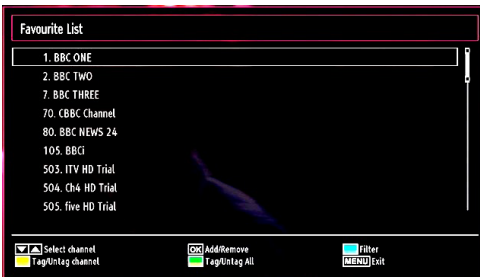 Favourite List
1. BBC ONE
2. BBC TWO
7. BBC THREE
70. CBBC Channel
80. BBC NEWS 24
105. BBCi
503. ITV HD Trial
504. Ch4 HD Trial
505. five HD Trial
Select channel OK Add/Remove Filter
Tag/Untag channel Tag/Untag All MENU Exit